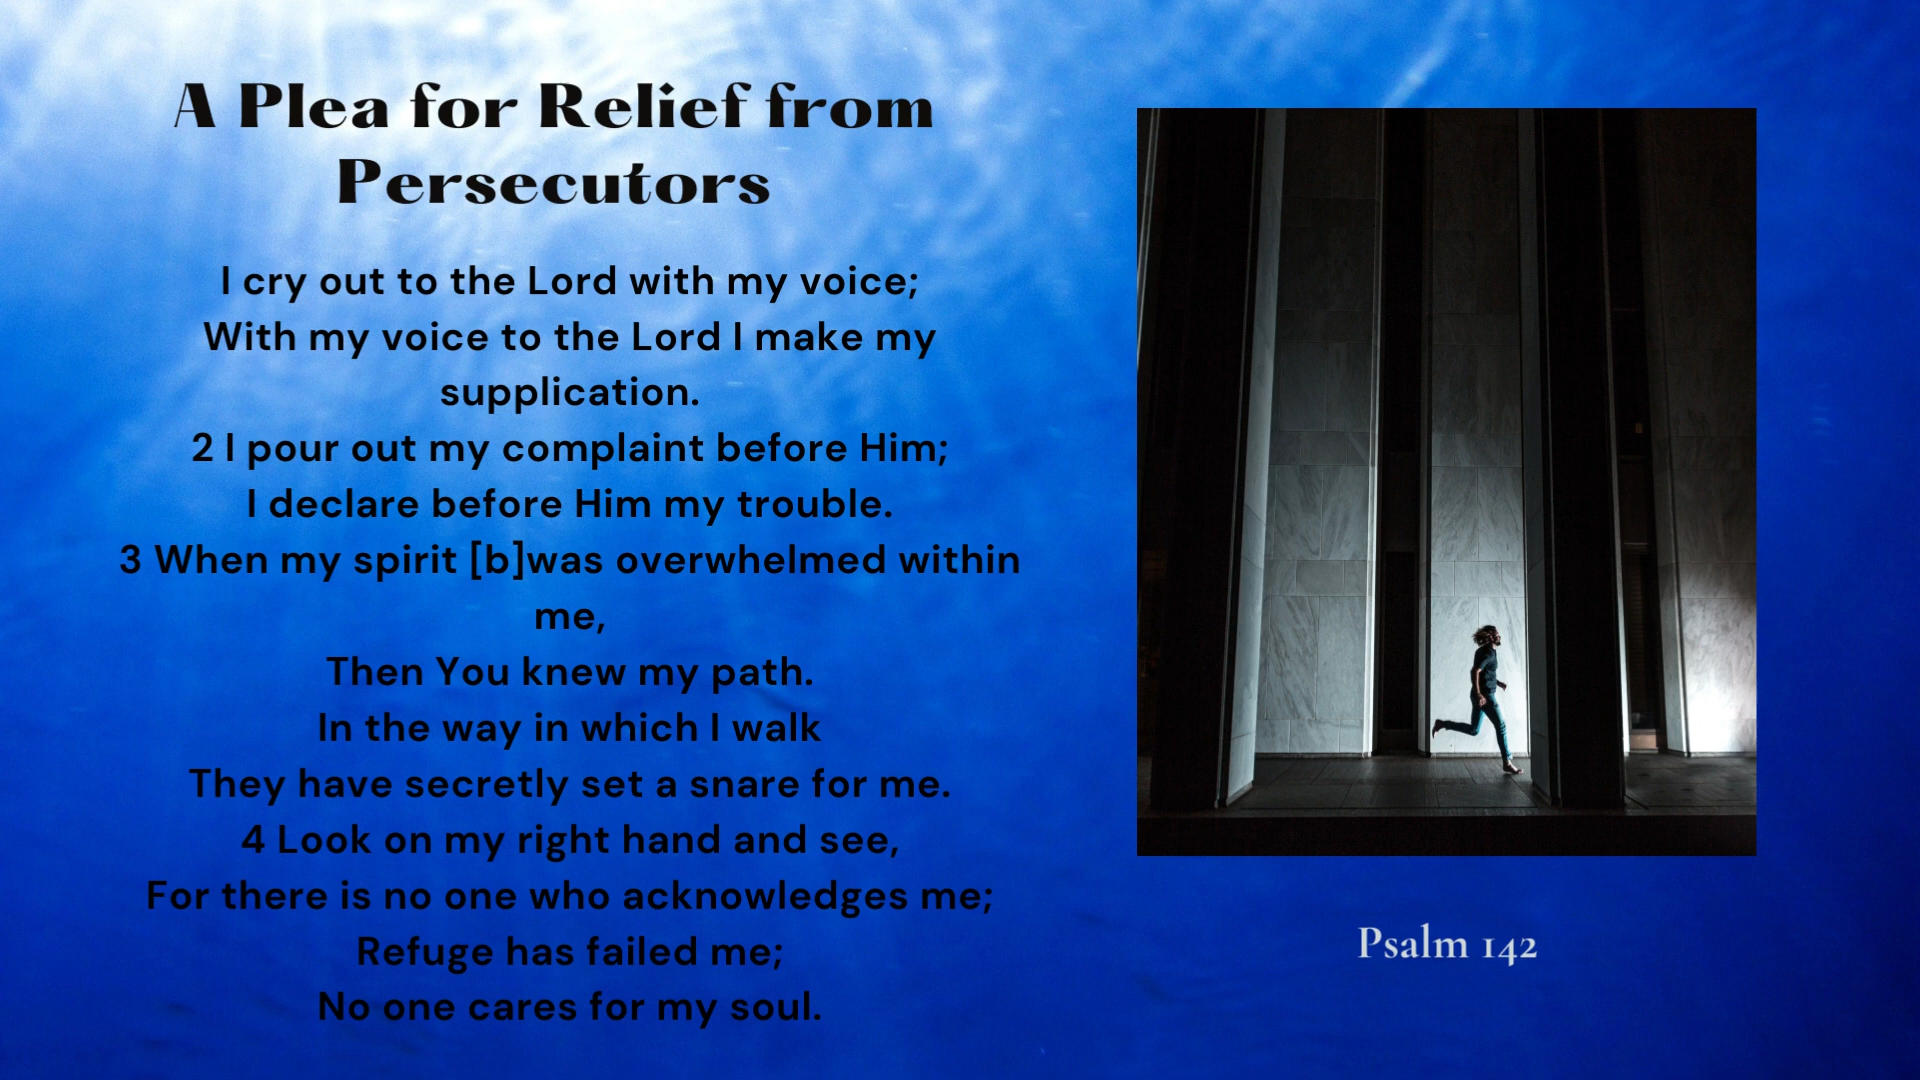 A Plea for Relief from
Persecutors
I cry out to the Lord with my voice;
With my voice to the Lord I make my
supplication.
2 I pour out my complaint before Him;
I declare before Him my trouble.
3 When my spirit [b]was overwhelmed within
me,
Then You knew my path.
In the way in which I walk
They have secretly set a snare for me.
4 Look on my right hand and see,
For there is no one who acknowledges me;
Refuge has failed me;
No one cares for my soul.
Psalm 142